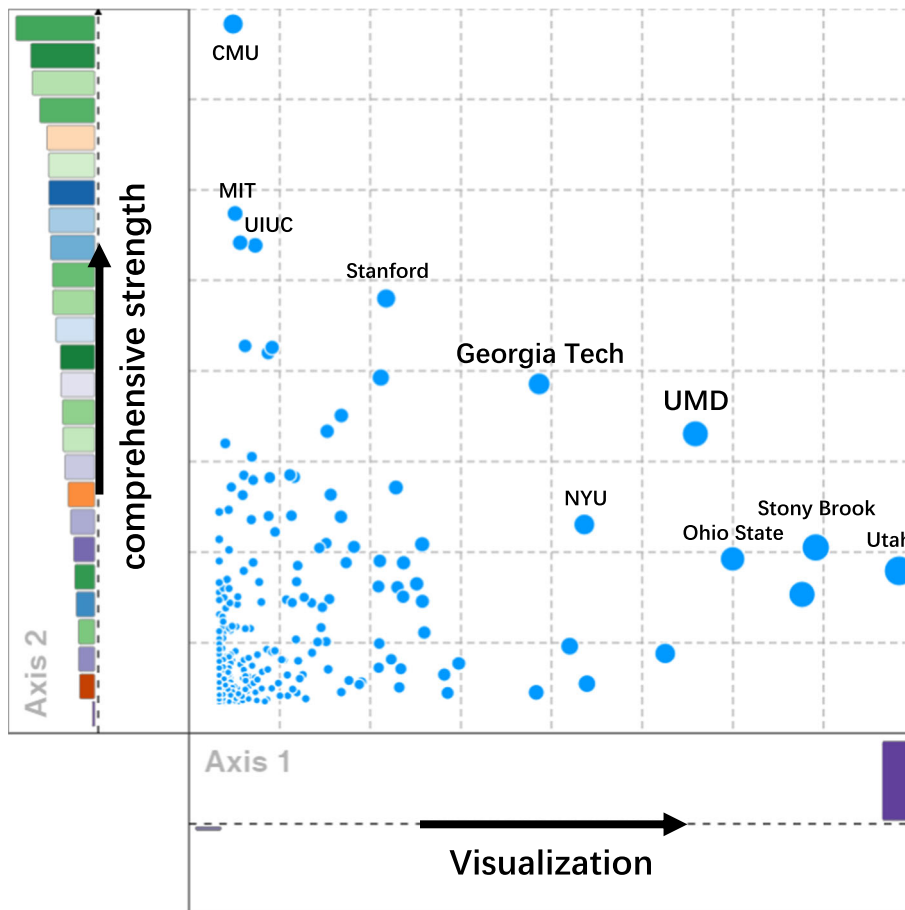 CMU
MIT
UIUC
Stanford
Georgia Tech
UMD
NYU
Stony Brook
Ohio State
Utah
comprehensive strength
Axis 2
Axis 1
Visualization